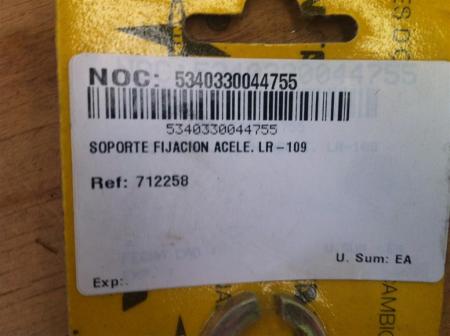 NOC: 5340330044755
5340330044755
SOPORTE FIJACION ACELE. LR-109
Ref: 712258
U. Sum: EA
Exp: